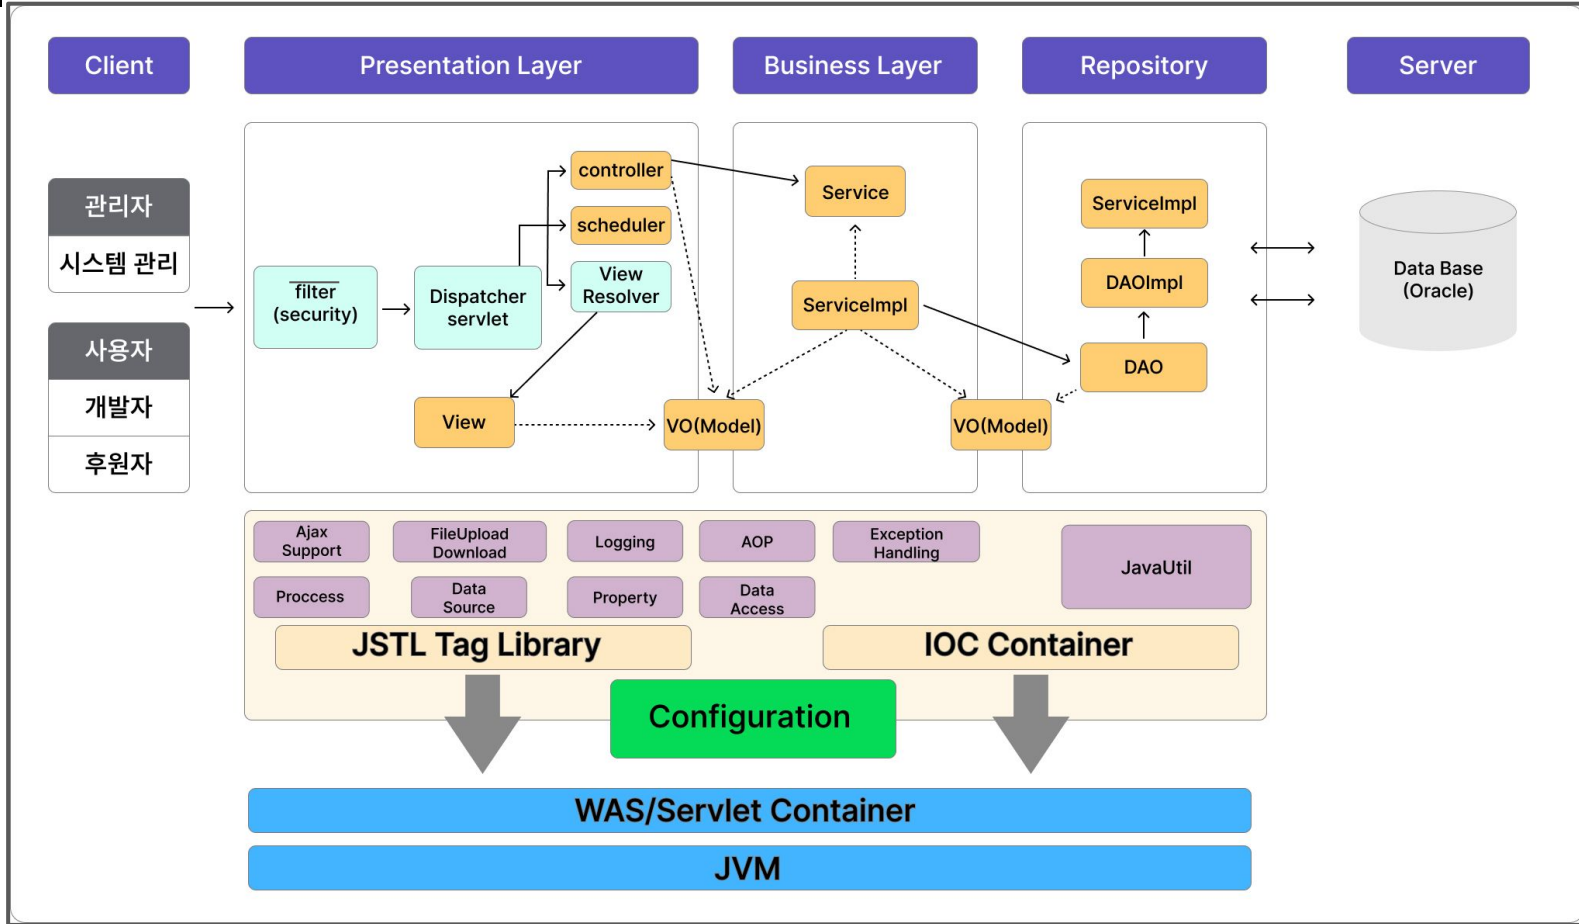 Client
Presentation Layer
Business Layer
Repository
Server
관리자
시스템 관리
사용자
개발자
후원자
filter
(security)
Dispatcher
servlet
controller
scheduler
View
Resolver
View
VO(Model)
Service
ServiceImpl
VO(Model)
ServiceImpl
DAOImpl
DAO
Data Base
(Oracle)
Ajax
Support
FileUpload
Download
Logging
AOP
Exception
Handling
JavaUtil
Proccess
Data
Source
Property
Data
Access
JSTL Tag Library
IOC Container
Configuration
WAS/Servlet Container
JVM